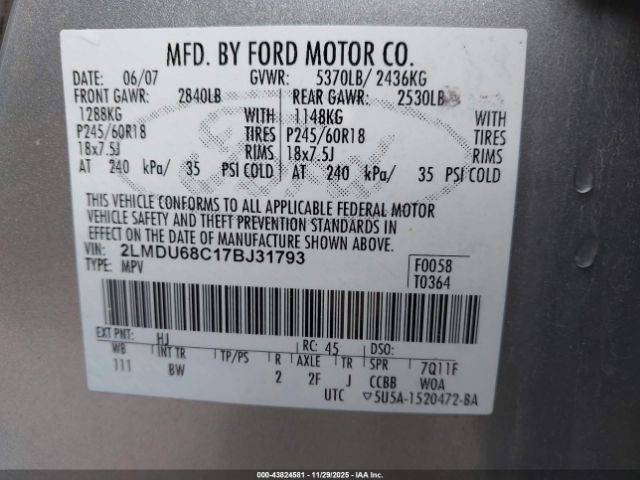 MFD. BY FORD MOTOR CO.
DATE: 06/07 GVWR: 5370LB/ 2436KG
FRONT GAWR: 2840LB REAR GAWR: 2530LB
1288KG WITH 1148KG WITH
P245/60R18 TIRES P245/60R18 TIRES
18x7.5J RIMS 18x7.5J RIMS
AT 240 kPa/ 35 PSI COLD AT 240 kPa/ 35 PSI COLD
THIS VEHICLE CONFORMS TO ALL APPLICABLE FEDERAL MOTOR
VEHICLE SAFETY AND THEFT PREVENTION STANDARDS IN
EFFECT ON THE DATE OF MANUFACTURE SHOWN ABOVE.
VIN: 2LMDU68C17BJ31793
TYPE: MPV F0058
T0364
EXT PNT: HJ RC: 45 DSO:
WB INT TR TP/PS R AXLE TR SPR 7Q11F
111 BW 2 2F J CCBB WOA
UTC ▽5U5A-1520472-BA
000-43824581 - 11/29/2025 - IAA, Inc.